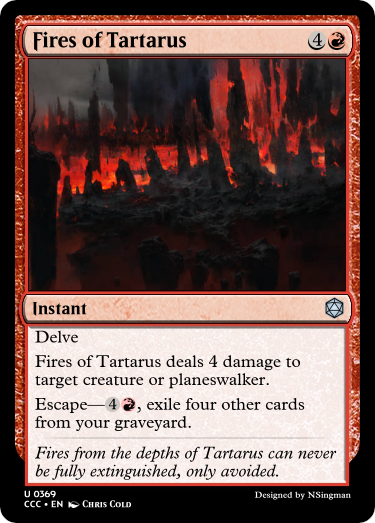 Fires of Tartarus 4
Instant
Delve
Fires of Tartarus deals 4 damage to
target creature or planeswalker.
Escape—4, exile four other cards
from your graveyard.
Fires from the depths of Tartarus can never
be fully extinguished, only avoided.
U 0369
CCC • EN Chris Cold
Designed by NSingman